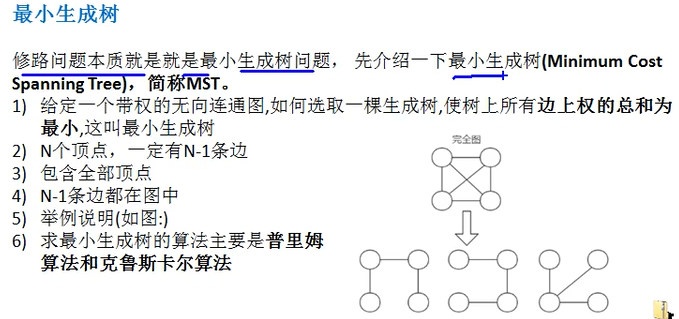 最小生成树
修路问题本质就是就是最小生成树问题， 先介绍一下最小生成树(Minimum Cost
Spanning Tree)，简称MST。
1) 给定一个带权的无向连通图,如何选取一棵生成树,使树上所有边上权的总和为
最小,这叫最小生成树
2) N个顶点，一定有N-1条边
3) 包含全部顶点
4) N-1条边都在图中
5) 举例说明(如图:)
6) 求最小生成树的算法主要是普里姆
算法和克鲁斯卡尔算法
完全图